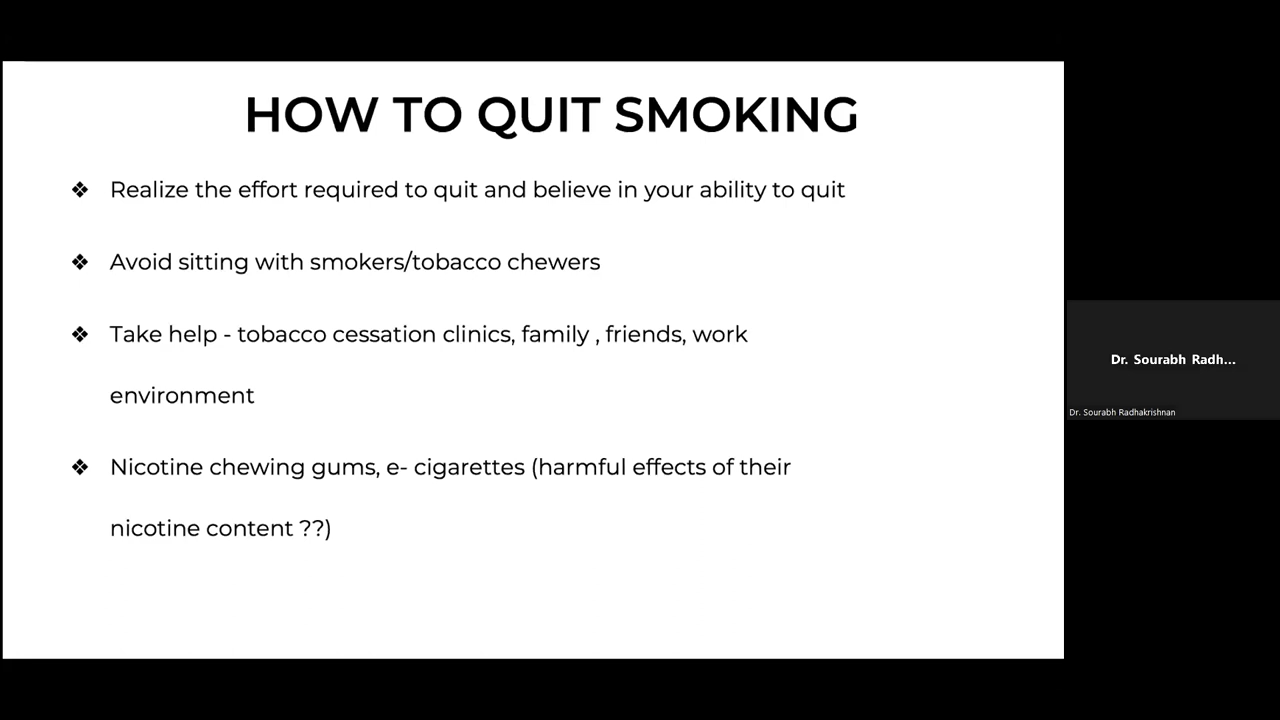 HOW TO QUIT SMOKING
❖ Realize the effort required to quit and believe in your ability to quit
❖ Avoid sitting with smokers/tobacco chewers
❖ Take help - tobacco cessation clinics, family , friends, work
environment
❖ Nicotine chewing gums, e- cigarettes (harmful effects of their
nicotine content ??)
Dr. Sourabh Radh...
Dr. Sourabh Radhakrishnan